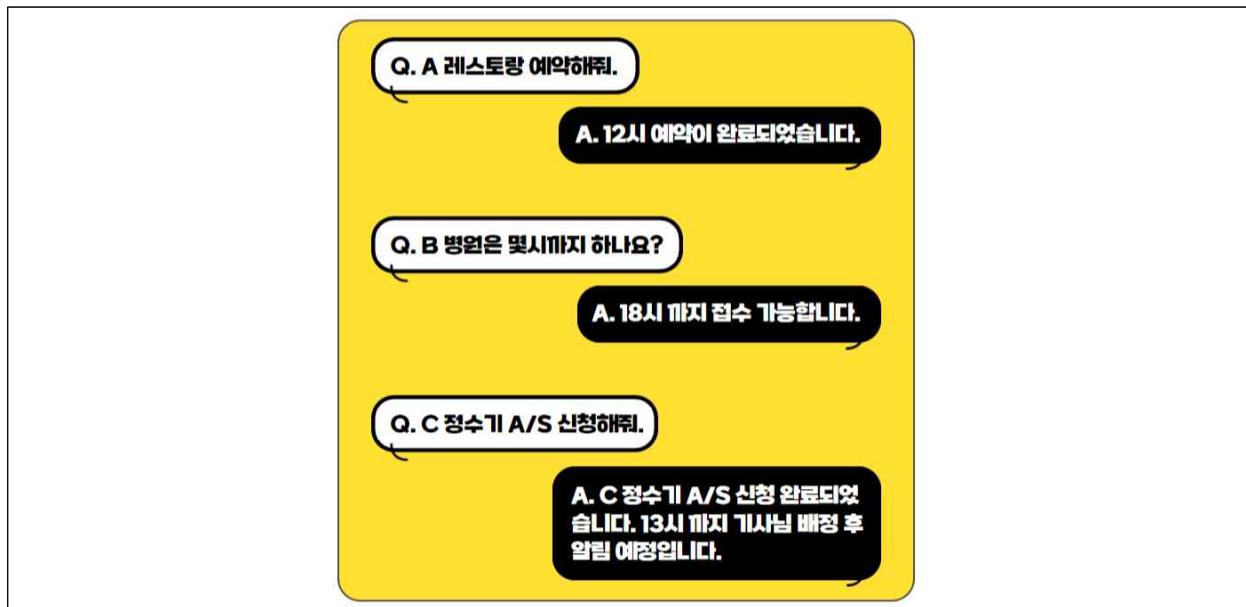 Q. A 레스토랑 예약해줘.
A. 12시 예약이 완료되었습니다.
Q. B 병원은 몇시까지 하나요?
A. 18시 까지 접수 가능합니다.
Q. C 정수기 A/S 신청해줘.
A. C 정수기 A/S 신청 완료되었
습니다. 13시 까지 기사님 배정 후
알림 예정입니다.